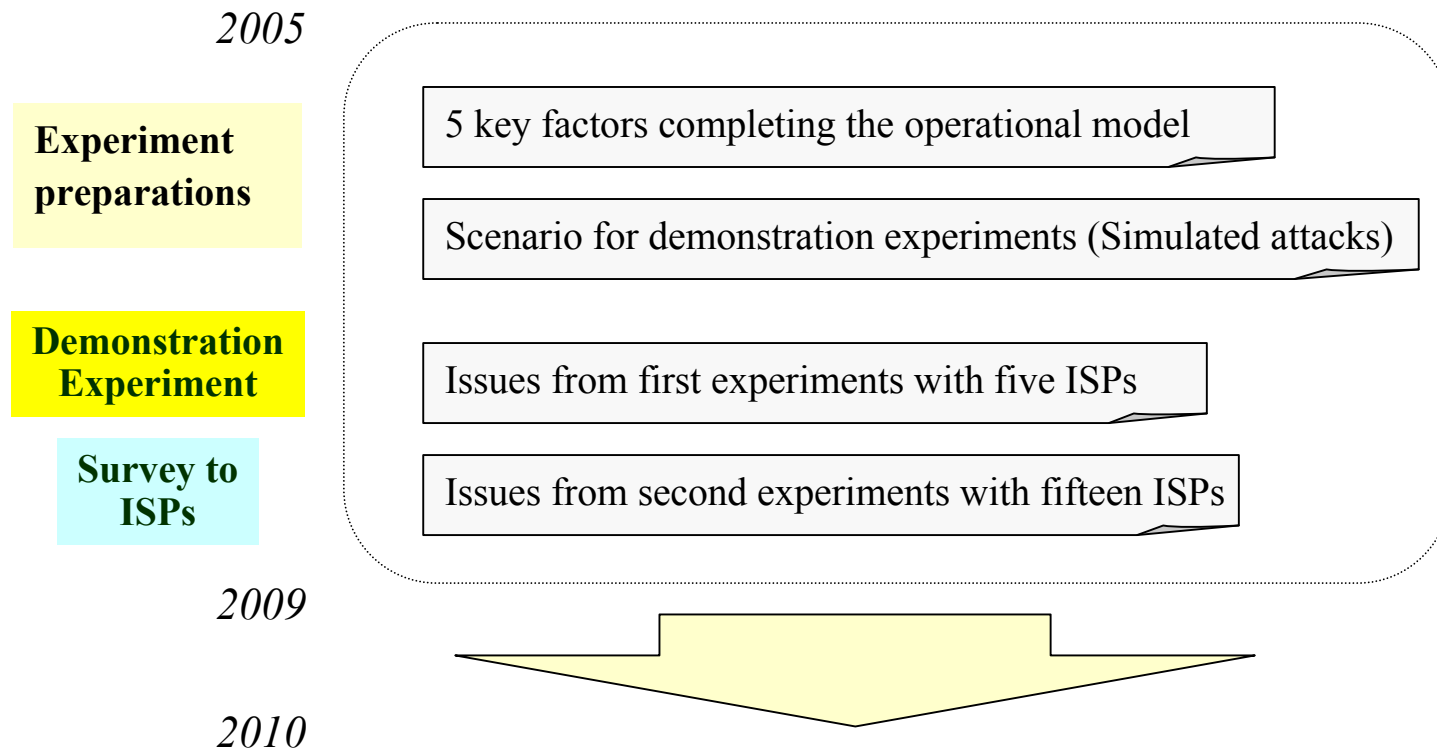 2005
Experiment
preparations
5 key factors completing the operational model
Scenario for demonstration experiments (Simulated attacks)
Demonstration
Experiment
Issues from first experiments with five ISPs
Survey to
ISPs
Issues from second experiments with fifteen ISPs
2009
2010